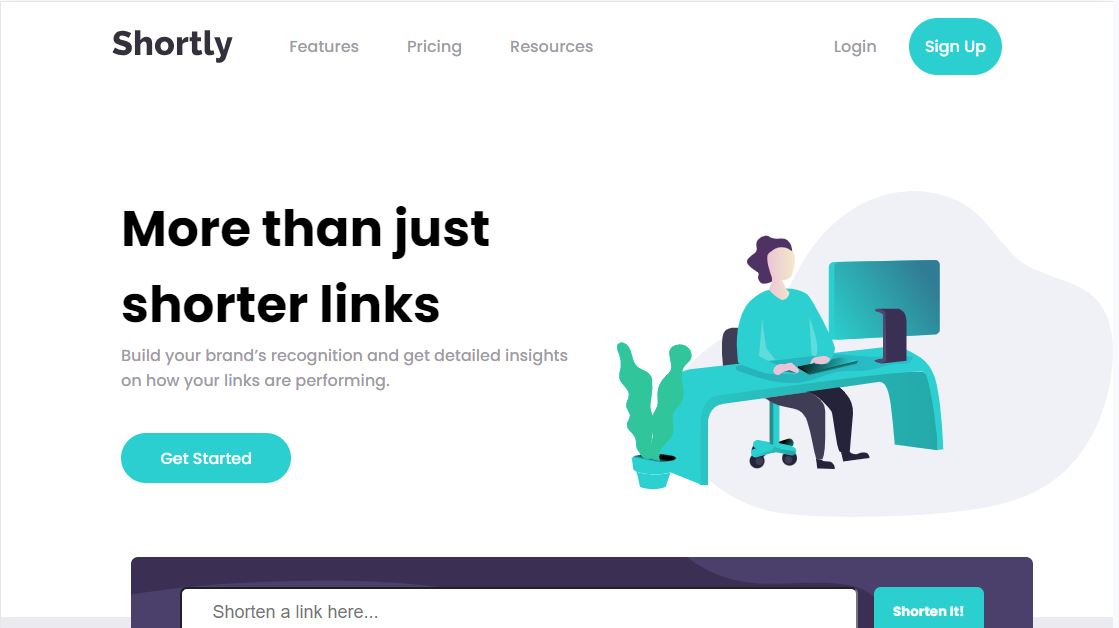 Shortly Features Pricing Resources Login Sign Up
More than just
shorter links
Build your brand’s recognition and get detailed insights
on how your links are performing.
Get Started
Shorten a link here... Shorten It!